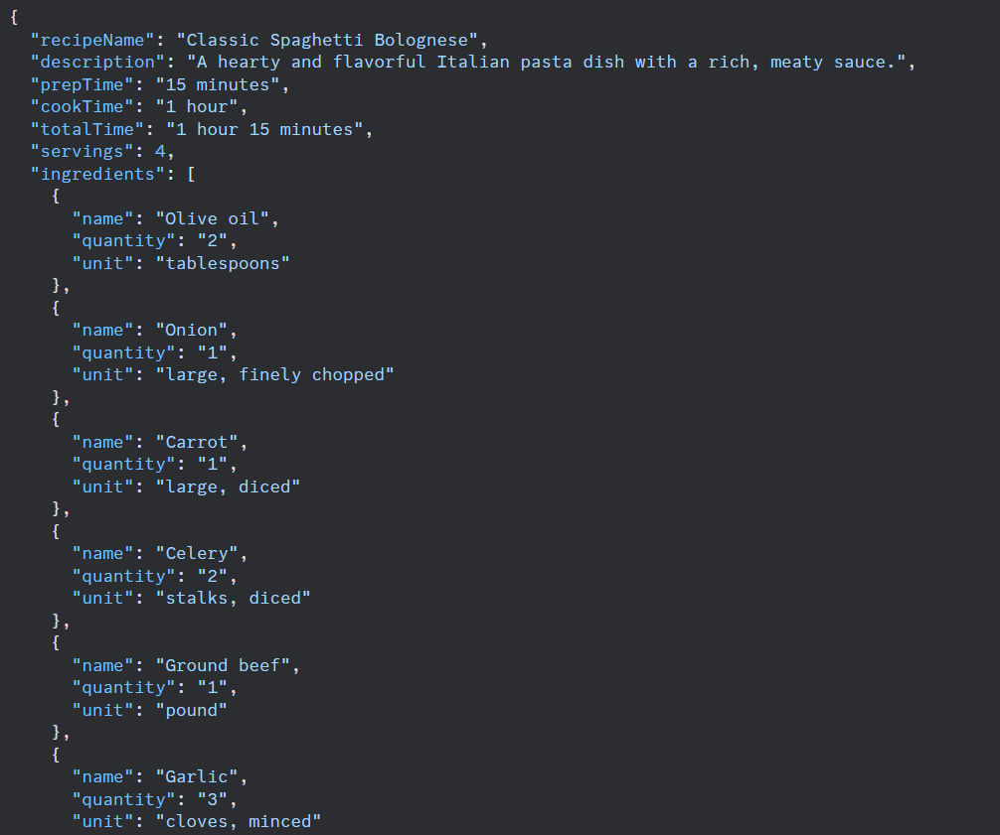 {
  "recipeName": "Classic Spaghetti Bolognese",
  "description": "A hearty and flavorful Italian pasta dish with a rich, meaty sauce.",
  "prepTime": "15 minutes",
  "cookTime": "1 hour",
  "totalTime": "1 hour 15 minutes",
  "servings": 4,
  "ingredients": [
    {
      "name": "Olive oil",
      "quantity": "2",
      "unit": "tablespoons"
    },
    {
      "name": "Onion",
      "quantity": "1",
      "unit": "large, finely chopped"
    },
    {
      "name": "Carrot",
      "quantity": "1",
      "unit": "large, diced"
    },
    {
      "name": "Celery",
      "quantity": "2",
      "unit": "stalks, diced"
    },
    {
      "name": "Ground beef",
      "quantity": "1",
      "unit": "pound"
    },
    {
      "name": "Garlic",
      "quantity": "3",
      "unit": "cloves, minced"